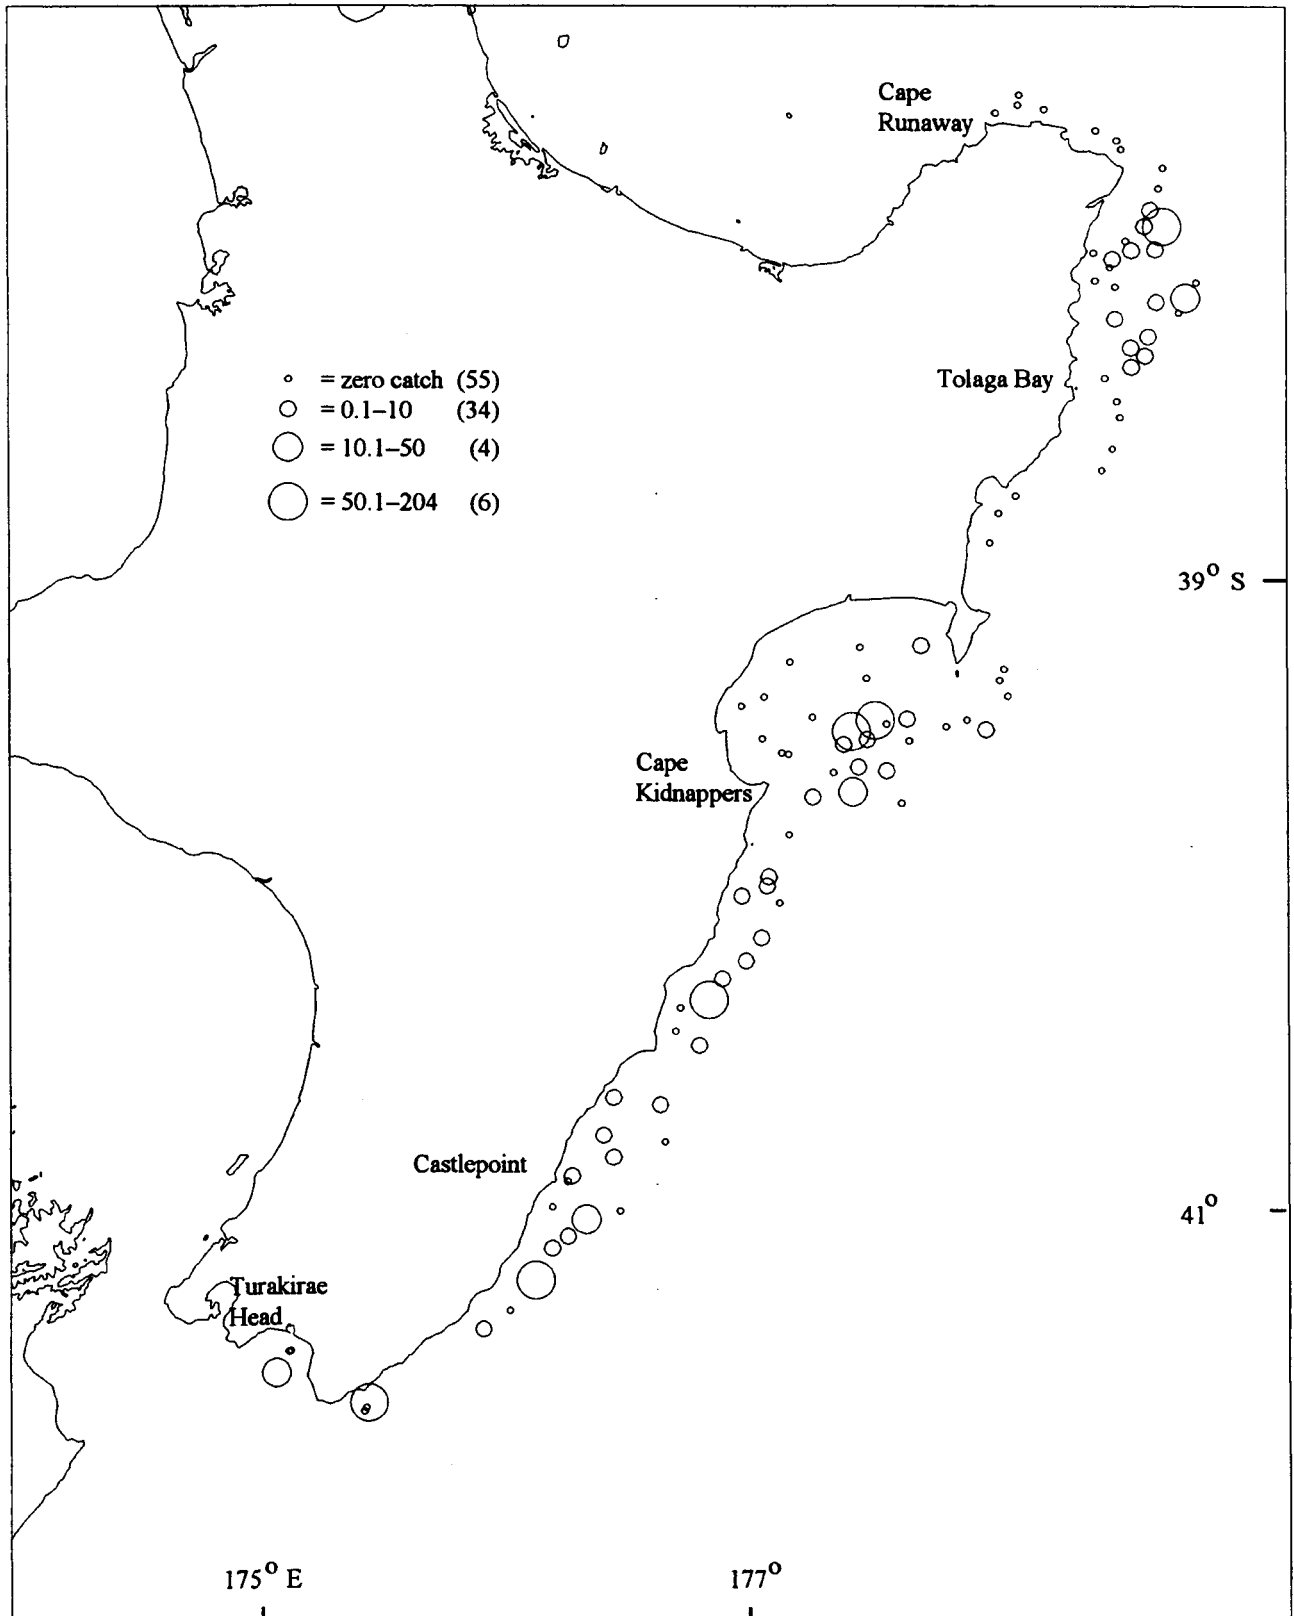 Cape
Runaway
= zero catch (55)
= 0.1–10 (34)
= 10.1–50 (4)
= 50.1–204 (6)
Tolaga Bay
39° S
Cape
Kidnappers
Castlepoint
41°
Turakirae
Head
175° E
177°